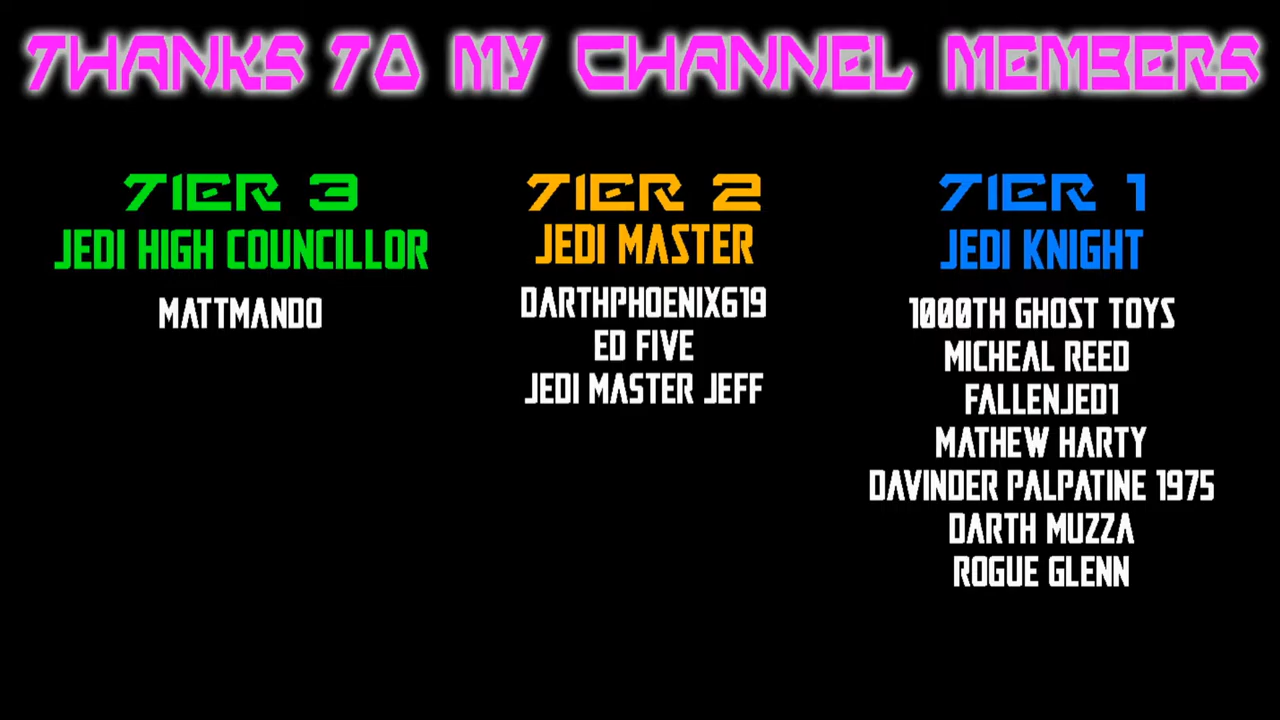 THANKS TO MY CHANNEL MEMBERS
TIER 3
JEDI HIGH COUNCILLOR
MATTMANDO
TIER 2
JEDI MASTER
DARTHPHOENIX619
ED FIVE
JEDI MASTER JEFF
TIER 1
JEDI KNIGHT
1000TH GHOST TOYS
MICHEAL REED
FALLENJED1
MATHEW HARTY
DAVINDER PALPATINE 1975
DARTH MUZZA
ROGUE GLENN